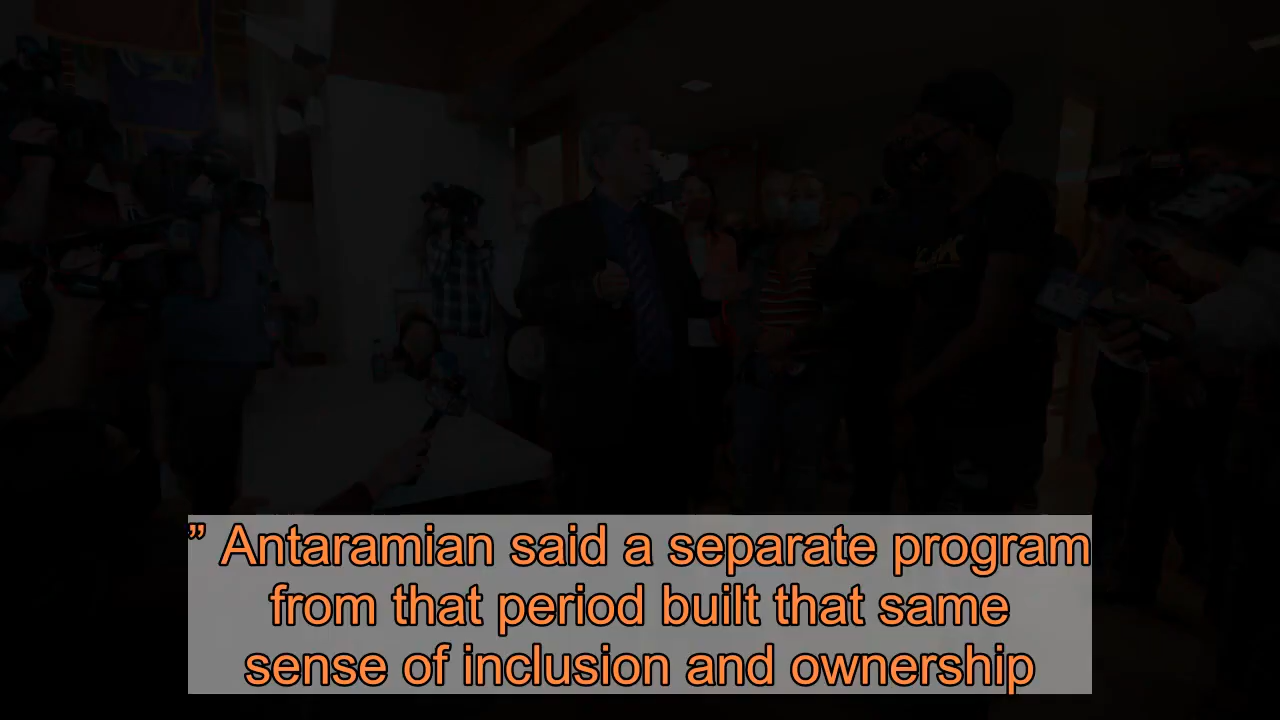 ” Antaramian said a separate program
from that period built that same
sense of inclusion and ownership